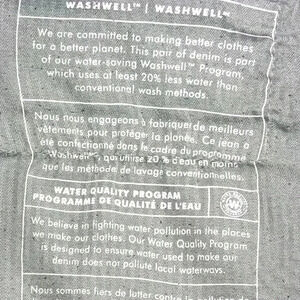 WASHWELL™ | WASHWELL™
We are committed to making better clothes
for a better planet. This pair of denim is part
of our water-saving Washwell™ Program,
which uses at least 20% less water than
conventional wash methods.
Nous nous engageons à fabriquer de meilleurs
vêtements pour protéger la planète. Ce jean a
été confectionné dans le cadre du programme
Washwell™, qui utilise 20 % d'eau en moins
que les méthodes de lavage conventionnelles.
WATER QUALITY PROGRAM
PROGRAMME DE QUALITÉ DE L'EAU
We believe in fighting water pollution in the places
we make our clothes. Our Water Quality Program
is designed to ensure water used to make our
denim does not pollute local waterways.
Nous sommes fiers de lutter contre la